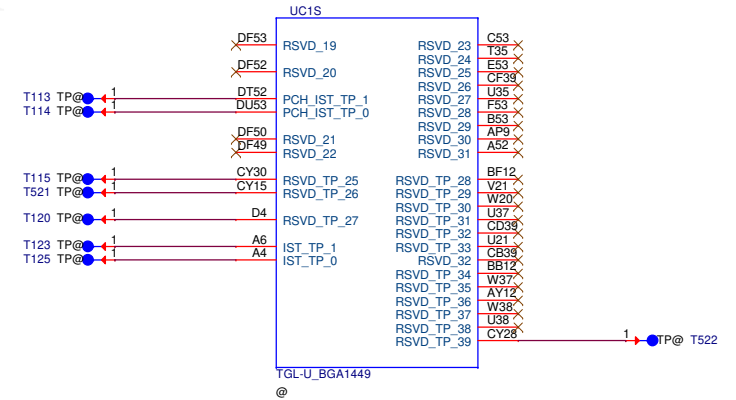 UC1S
DF53 RSVD_19 RSVD_23 C53
RSVD_24 T35
DF52 RSVD_20 RSVD_25 E53
RSVD_26 CF39
T113 TP@ 1 DT52 PCH_IST_TP_1 RSVD_27 U35
T114 TP@ 1 DU53 PCH_IST_TP_0 RSVD_28 F53
RSVD_29 B53
DF50 RSVD_21 RSVD_30 AP9
DF49 RSVD_22 RSVD_31 A52
T115 TP@ 1 CY30 RSVD_TP_25 RSVD_TP_28 BF12
T521 TP@ 1 CY15 RSVD_TP_26 RSVD_TP_29 V21
RSVD_TP_30 W20
T120 TP@ 1 D4 RSVD_TP_27 RSVD_TP_31 U37
RSVD_TP_32 CD39
T123 TP@ 1 A6 IST_TP_1 RSVD_TP_33 U21
T125 TP@ 1 A4 IST_TP_0 RSVD_32 CB39
RSVD_TP_34 BB12
RSVD_TP_35 W37
RSVD_TP_36 AY12
RSVD_TP_37 W38
RSVD_TP_38 U38
RSVD_TP_39 CY28 1 TP@ T522
TGL-U_BGA1449
@